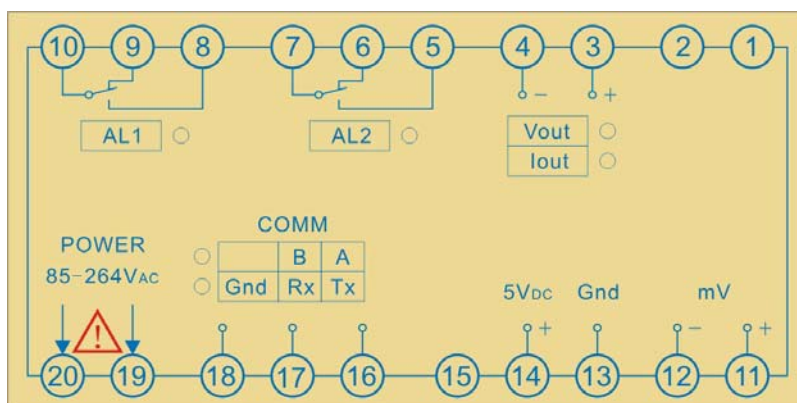 10 9 8 7 6 5 4 3 2 1
- +
AL1 AL2 Vout
Iout
COMM
POWER
85-264VAC
B A
Gnd Rx Tx
5VDC Gnd mV
+ - +
!
20 19 18 17 16 15 14 13 12 11